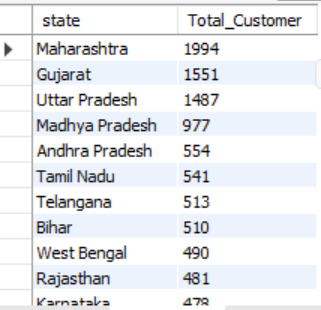 state Total_Customer
Maharashtra 1994
Gujarat 1551
Uttar Pradesh 1487
Madhya Pradesh 977
Andhra Pradesh 554
Tamil Nadu 541
Telangana 513
Bihar 510
West Bengal 490
Rajasthan 481
Karnataka 478